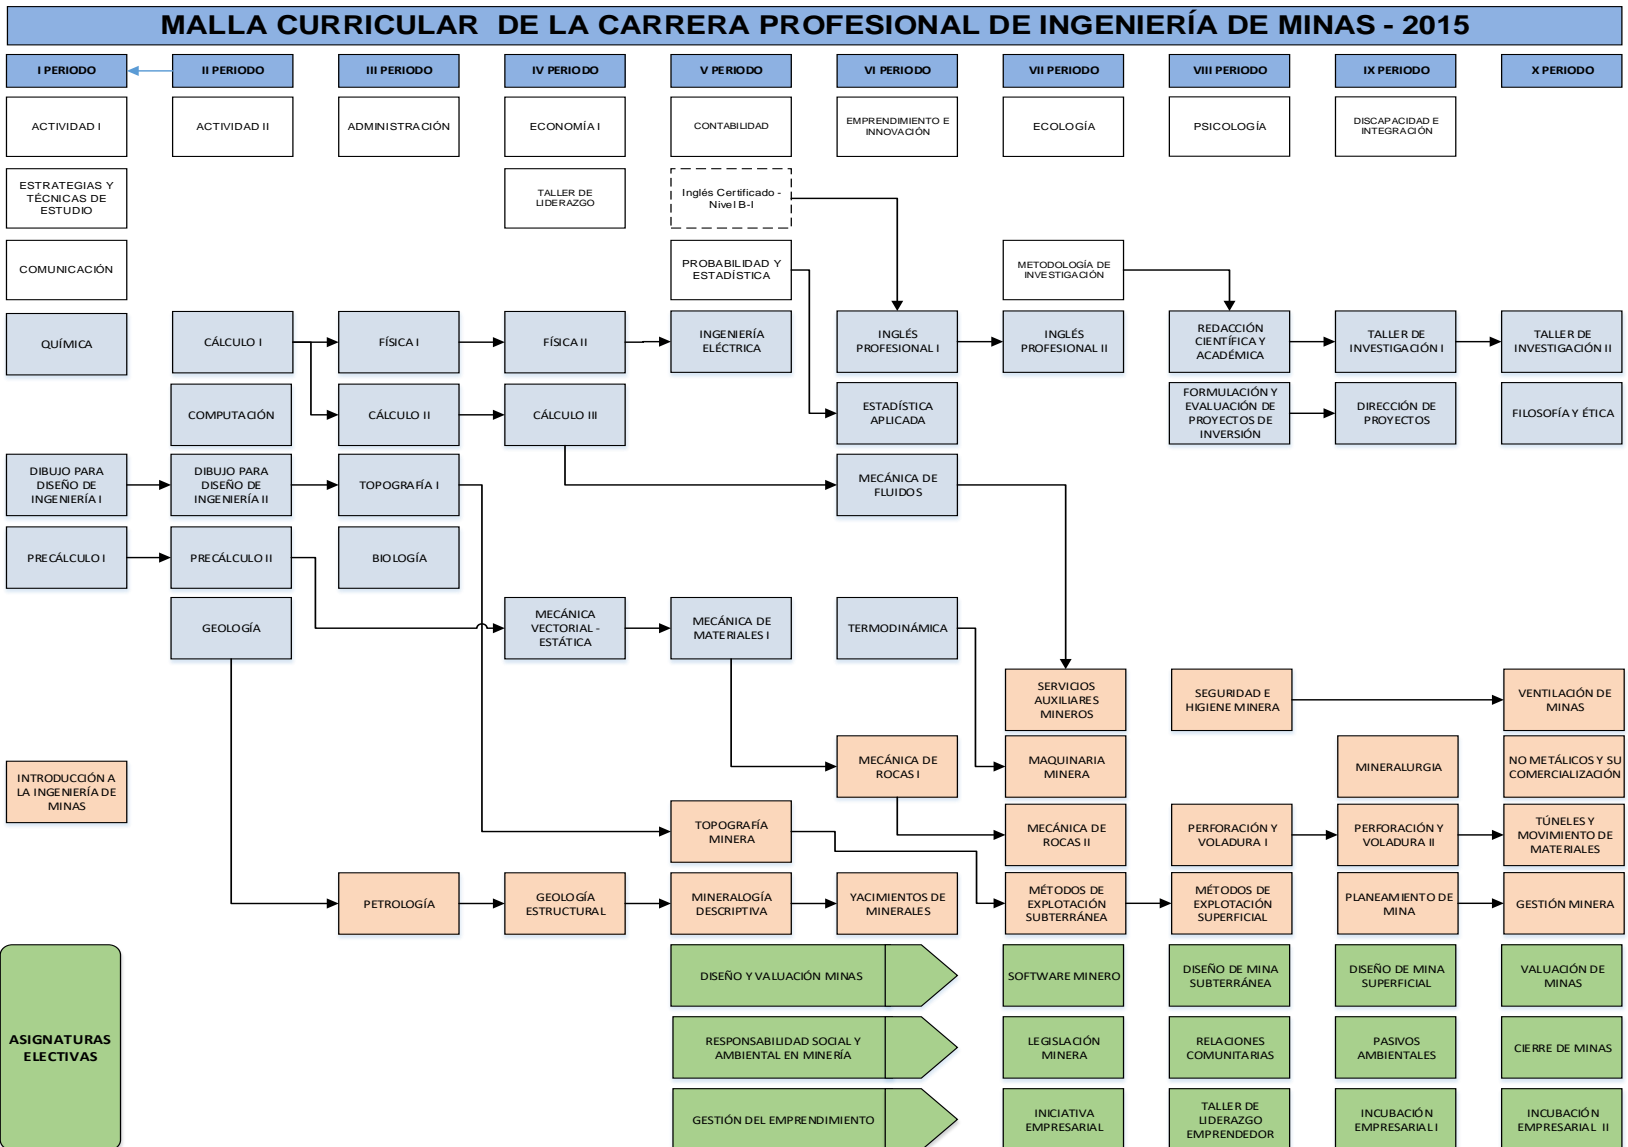 MALLA CURRICULAR DE LA CARRERA PROFESIONAL DE INGENIERÍA DE MINAS - 2015
I PERIODO
II PERIODO
III PERIODO
IV PERIODO
V PERIODO
VI PERIODO
VII PERIODO
VIII PERIODO
IX PERIODO
X PERIODO
ACTIVIDAD I
ACTIVIDAD II
ADMINISTRACIÓN
ECONOMÍA I
CONTABILIDAD
EMPRENDIMIENTO E
INNOVACIÓN
ECOLOGÍA
PSICOLOGÍA
DISCAPACIDAD E
INTEGRACIÓN
ESTRATEGIAS Y
TÉCNICAS DE
ESTUDIO
TALLER DE
LIDERAZGO
Inglés Certificado -
Nivel B-I
COMUNICACIÓN
PROBABILIDAD Y
ESTADÍSTICA
METODOLOGÍA DE
INVESTIGACIÓN
QUÍMICA
CÁLCULO I
FÍSICA I
FÍSICA II
INGENIERÍA
ELÉCTRICA
INGLÉS
PROFESIONAL I
INGLÉS
PROFESIONAL II
REDACCIÓN
CIENTÍFICA Y
ACADÉMICA
TALLER DE
INVESTIGACIÓN I
TALLER DE
INVESTIGACIÓN II
COMPUTACIÓN
CÁLCULO II
CÁLCULO III
ESTADÍSTICA
APLICADA
FORMULACIÓN Y
EVALUACIÓN DE
PROYECTOS DE
INVERSIÓN
DIRECCIÓN DE
PROYECTOS
FILOSOFÍA Y ÉTICA
DIBUJO PARA
DISEÑO DE
INGENIERÍA I
DIBUJO PARA
DISEÑO DE
INGENIERÍA II
TOPOGRAFÍA I
MECÁNICA DE
FLUIDOS
PRECÁLCULO I
PRECÁLCULO II
BIOLOGÍA
GEOLOGÍA
MECÁNICA
VECTORIAL -
ESTÁTICA
MECÁNICA DE
MATERIALES I
TERMODINÁMICA
SERVICIOS
AUXILIARES
MINEROS
SEGURIDAD E
HIGIENE MINERA
VENTILACIÓN DE
MINAS
INTRODUCCIÓN A
LA INGENIERÍA DE
MINAS
MECÁNICA DE
ROCAS I
MAQUINARIA
MINERA
MINERALURGIA
NO METÁLICOS Y SU
COMERCIALIZACIÓN
TOPOGRAFÍA
MINERA
MECÁNICA DE
ROCAS II
PERFORACIÓN Y
VOLADURA I
PERFORACIÓN Y
VOLADURA II
TÚNELES Y
MOVIMIENTO DE
MATERIALES
PETROLOGÍA
GEOLOGÍA
ESTRUCTURAL
MINERALOGÍA
DESCRIPTIVA
YACIMIENTOS DE
MINERALES
MÉTODOS DE
EXPLOTACIÓN
SUBTERRÁNEA
MÉTODOS DE
EXPLOTACIÓN
SUPERFICIAL
PLANEAMIENTO DE
MINA
GESTIÓN MINERA
ASIGNATURAS
ELECTIVAS
DISEÑO Y VALUACIÓN MINAS
SOFTWARE MINERO
DISEÑO DE MINA
SUBTERRÁNEA
DISEÑO DE MINA
SUPERFICIAL
VALUACIÓN DE
MINAS
RESPONSABILIDAD SOCIAL Y
AMBIENTAL EN MINERÍA
LEGISLACIÓN
MINERA
RELACIONES
COMUNITARIAS
PASIVOS
AMBIENTALES
CIERRE DE MINAS
GESTIÓN DEL EMPRENDIMIENTO
INICIATIVA
EMPRESARIAL
TALLER DE
LIDERAZGO
EMPRENDEDOR
INCUBACIÓN
EMPRESARIAL I
INCUBACIÓN
EMPRESARIAL II